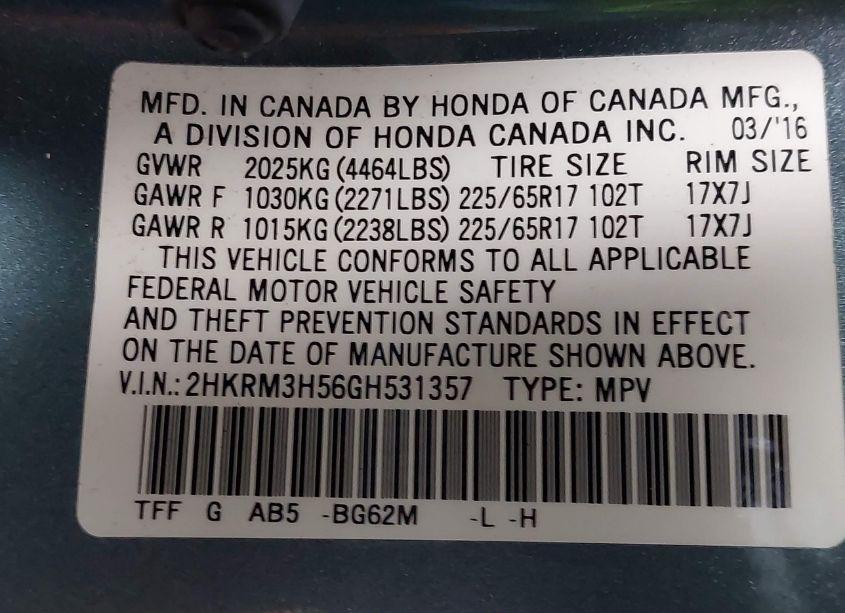 MFD. IN CANADA BY HONDA OF CANADA MFG.,
A DIVISION OF HONDA CANADA INC. 03/'16
GVWR 2025KG (4464LBS) TIRE SIZE RIM SIZE
GAWR F 1030KG (2271LBS) 225/65R17 102T 17X7J
GAWR R 1015KG (2238LBS) 225/65R17 102T 17X7J
THIS VEHICLE CONFORMS TO ALL APPLICABLE
FEDERAL MOTOR VEHICLE SAFETY
AND THEFT PREVENTION STANDARDS IN EFFECT
ON THE DATE OF MANUFACTURE SHOWN ABOVE.
V.I.N.: 2HKRM3H56GH531357 TYPE: MPV
TFF G AB5 -BG62M -L -H